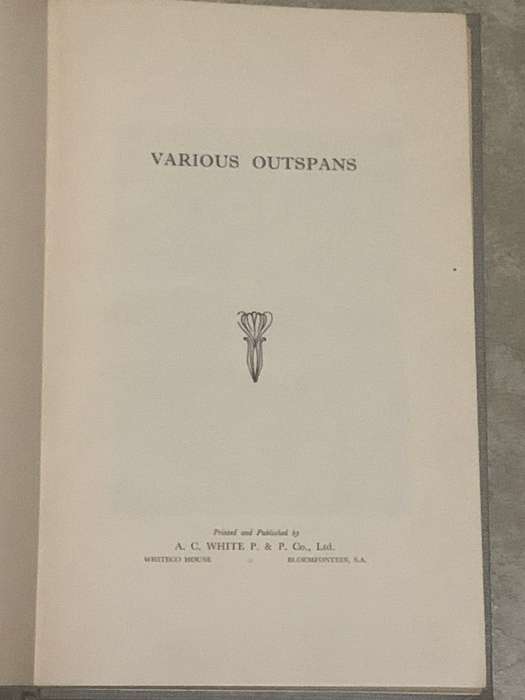 VARIOUS OUTSPANS
Printed and Published by
A. C. WHITE P. & P. Co., Ltd.
WHITECO HOUSE : BLOEMFONTEIN, S.A.